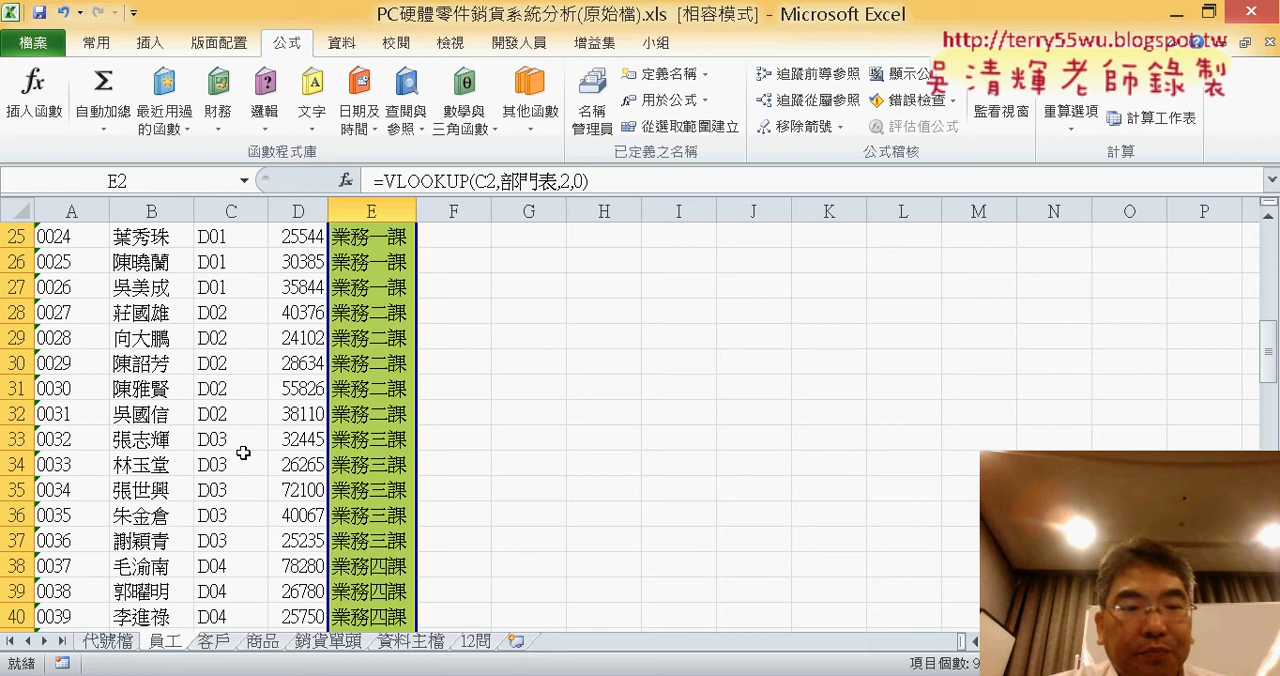 PC硬體零件銷貨系統分析(原始檔).xls [相容模式] - Microsoft Excel
http://terry55wu.blogspot.tw
吳清輝老師錄製
檔案 常用 插入 版面配置 公式 資料 校閱 檢視 開發人員 增益集 小組
插入函數 自動加總 最近用過的函數 財務 邏輯 文字 日期及時間 查閱與參照 數學與三角函數 其他函數
函數程式庫
名稱管理員 定義名稱 用於公式 從選取範圍建立
已定義之名稱
追蹤前導參照 追蹤從屬參照 移除箭號 顯示公 錯誤檢查 評估值公式 監看視窗
公式稽核
重算選項 計算工作表
計算
E2 fx =VLOOKUP(C2,部門表,2,0)
A B C D E F G H I J K L M N O P
25 0024 葉秀珠 D01 25544 業務一課
26 0025 陳曉蘭 D01 30385 業務一課
27 0026 吳美成 D01 35844 業務一課
28 0027 莊國雄 D02 40376 業務二課
29 0028 向大鵬 D02 24102 業務二課
30 0029 陳詔芳 D02 28634 業務二課
31 0030 陳雅賢 D02 55826 業務二課
32 0031 吳國信 D02 38110 業務二課
33 0032 張志輝 D03 32445 業務三課
34 0033 林玉堂 D03 26265 業務三課
35 0034 張世興 D03 72100 業務三課
36 0035 朱金倉 D03 40067 業務三課
37 0036 謝穎青 D03 25235 業務三課
38 0037 毛渝南 D04 78280 業務四課
39 0038 郭曜明 D04 26780 業務四課
40 0039 李進祿 D04 25750 業務四課
代號檔 員工 客戶 商品 銷貨單頭 資料主檔 12問
就緒 項目個數: 9